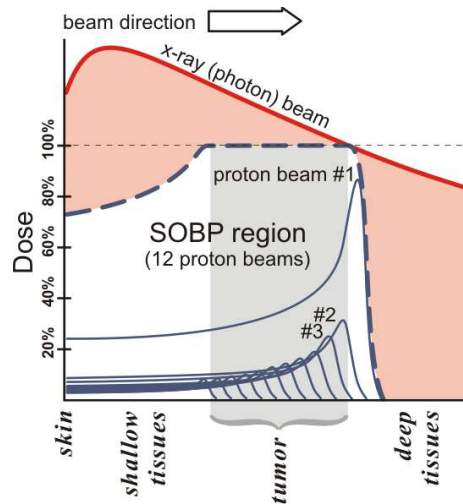 beam direction
x-ray (photon) beam
100%
proton beam #1
80%
SOBP region
(12 proton beams)
60%
Dose
40%
#2
#3
20%
skin
shallow
tissues
tumor
deep
tissues